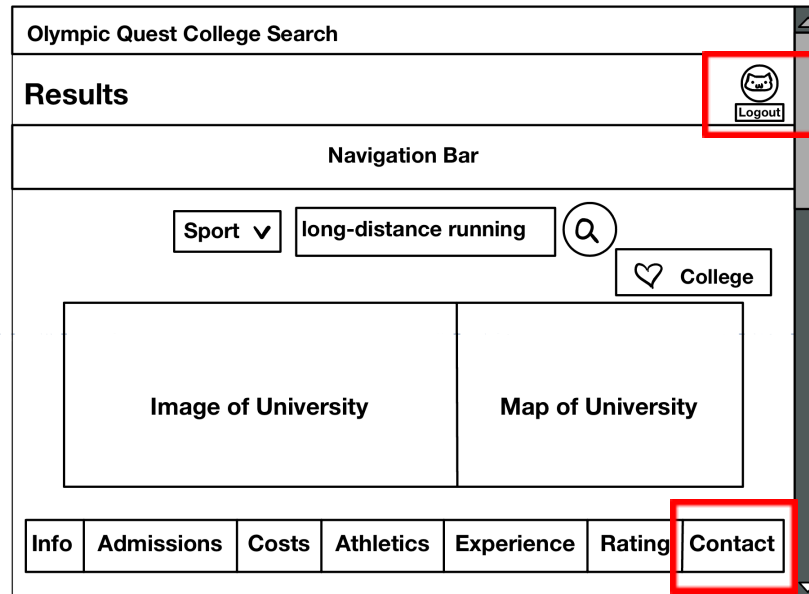 Olympic Quest College Search
Results
Logout
Navigation Bar
Sport
long-distance running
College
Image of University
Map of University
Info Admissions Costs Athletics Experience Rating Contact